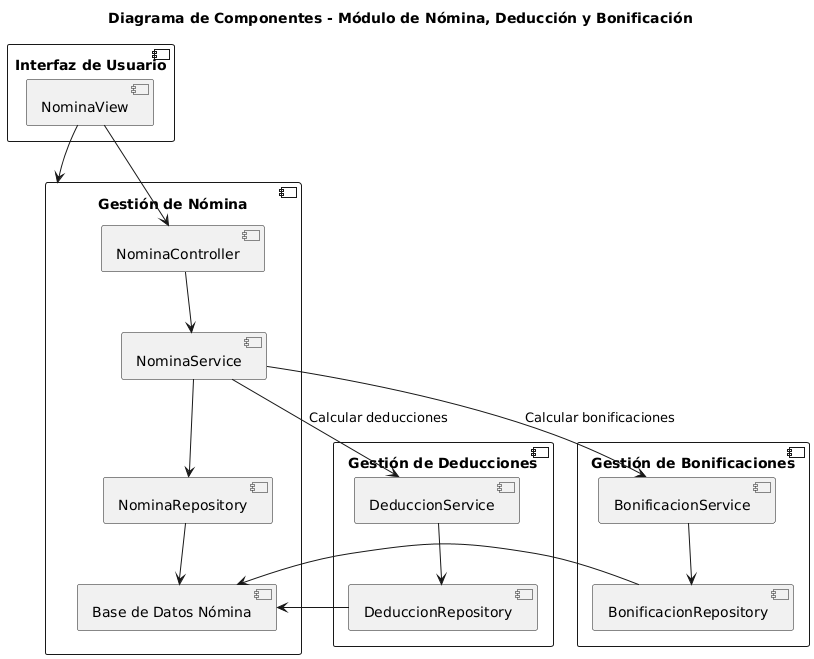 Diagrama de Componentes - Módulo de Nómina, Deducción y Bonificación
Interfaz de Usuario
NominaView
Gestión de Nómina
NominaController
NominaService
Calcular deducciones
Calcular bonificaciones
Gestión de Deducciones
Gestión de Bonificaciones
NominaRepository
DeduccionService
BonificacionService
Base de Datos Nómina
DeduccionRepository
BonificacionRepository